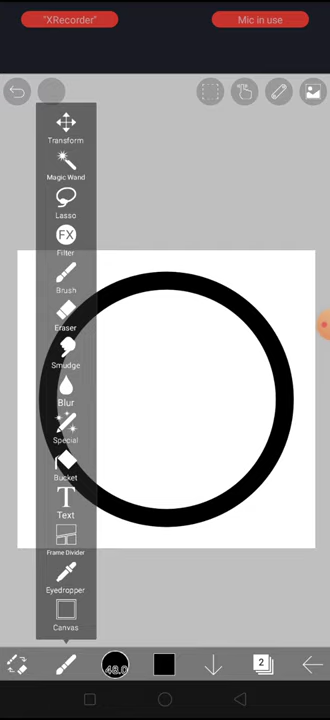 "XRecorder"
Mic in use
Transform
Magic Wand
Lasso
FX
Filter
Brush
Eraser
Smudge
Blur
Special
Bucket
T
Text
Frame Divider
Eyedropper
Canvas
48.0
2